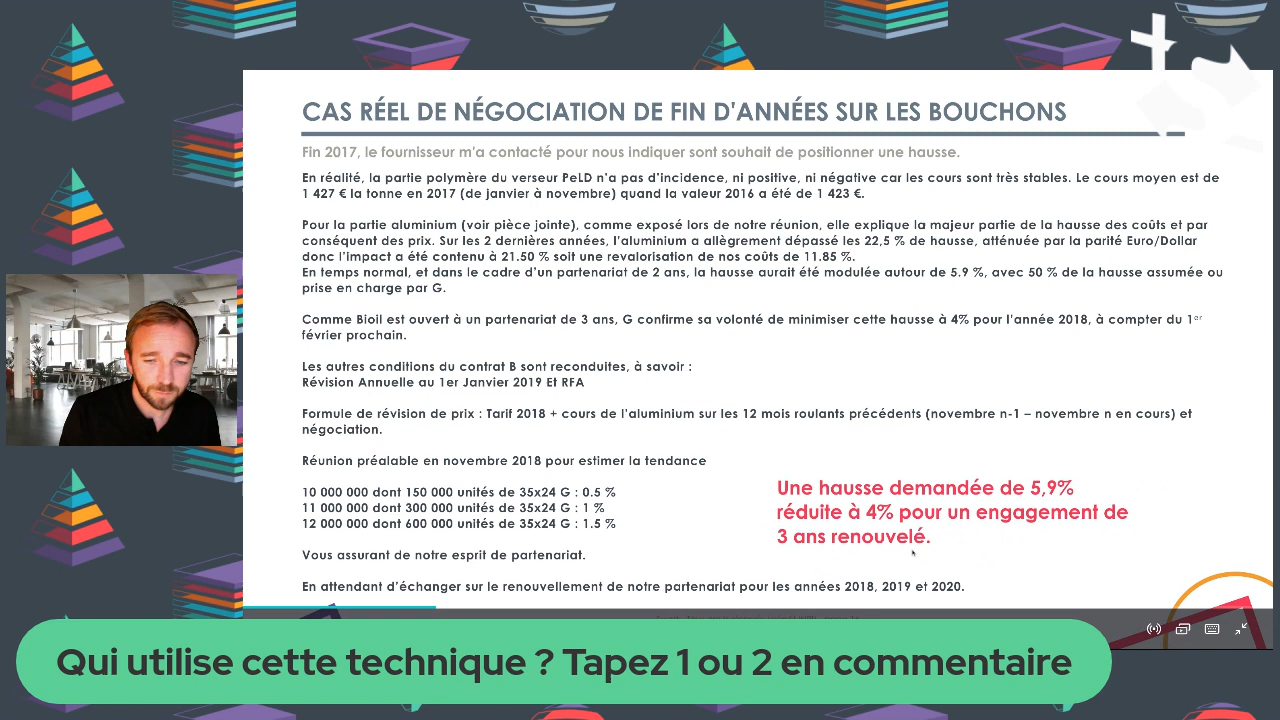 CAS RÉEL DE NÉGOCIATION DE FIN D'ANNÉES SUR LES BOUCHONS
Fin 2017, le fournisseur m'a contacté pour nous indiquer sont souhait de positionner une hausse.
En réalité, la partie polymère du verseur PeLD n'a pas d'incidence, ni positive, ni négative car les cours sont très stables. Le cours moyen est de
1 427 € la tonne en 2017 (de janvier à novembre) quand la valeur 2016 a été de 1 423 €.
Pour la partie aluminium (voir pièce jointe), comme exposé lors de notre réunion, elle explique la majeur partie de la hausse des coûts et par
conséquent des prix. Sur les 2 dernières années, l'aluminium a allègrement dépassé les 22,5 % de hausse, atténuée par la parité Euro/Dollar
donc l'impact a été contenu à 21.50 % soit une revalorisation de nos coûts de 11.85 %.
En temps normal, et dans le cadre d'un partenariat de 2 ans, la hausse aurait été modulée autour de 5.9 %, avec 50 % de la hausse assumée ou
prise en charge par G.
Comme Bioil est ouvert à un partenariat de 3 ans, G confirme sa volonté de minimiser cette hausse à 4% pour l'année 2018, à compter du 1er
février prochain.
Les autres conditions du contrat B sont reconduites, à savoir :
Révision Annuelle au 1er Janvier 2019 Et RFA
Formule de révision de prix : Tarif 2018 + cours de l'aluminium sur les 12 mois roulants précédents (novembre n-1 – novembre n en cours) et
négociation.
Réunion préalable en novembre 2018 pour estimer la tendance
10 000 000 dont 150 000 unités de 35x24 G : 0.5 %
11 000 000 dont 300 000 unités de 35x24 G : 1 %
12 000 000 dont 600 000 unités de 35x24 G : 1.5 %
Une hausse demandée de 5,9%
réduite à 4% pour un engagement de
3 ans renouvelé.
Vous assurant de notre esprit de partenariat.
En attendant d'échanger sur le renouvellement de notre partenariat pour les années 2018, 2019 et 2020.
Qui utilise cette technique ? Tapez 1 ou 2 en commentaire